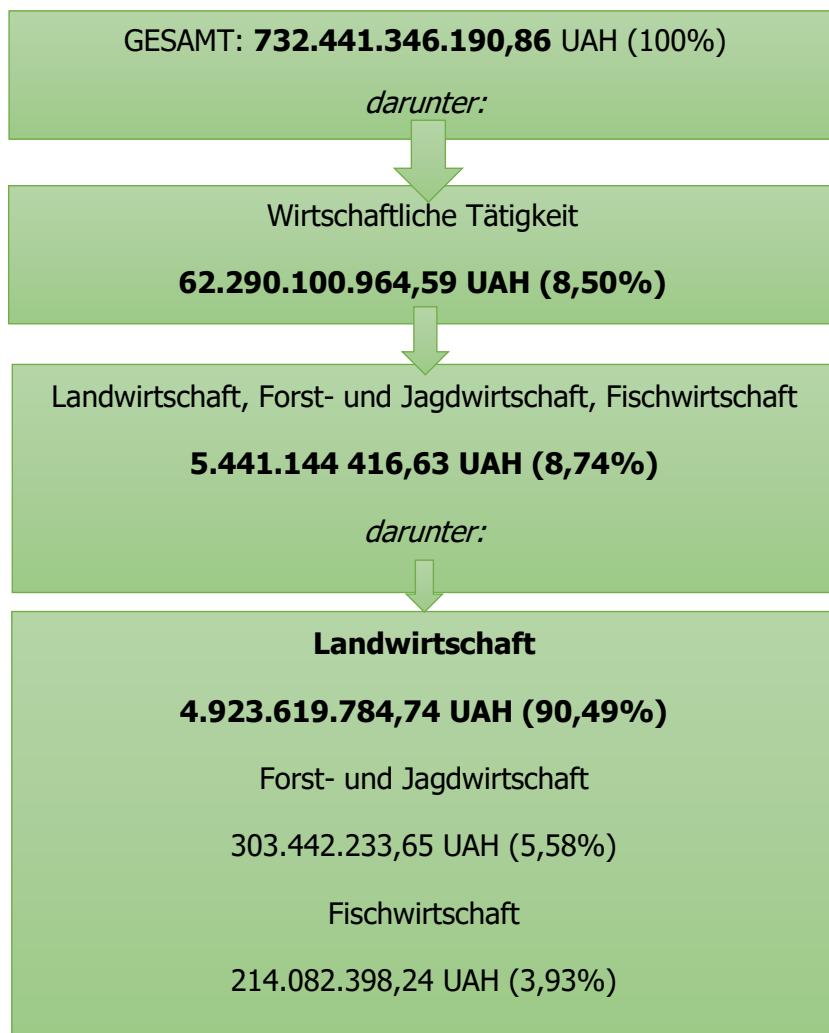 GESAMT: 732.441.346.190,86 UAH (100%)
darunter:
Wirtschaftliche Tätigkeit
62.290.100.964,59 UAH (8,50%)
Landwirtschaft, Forst- und Jagdwirtschaft, Fischwirtschaft
5.441.144 416,63 UAH (8,74%)
darunter:
Landwirtschaft
4.923.619.784,74 UAH (90,49%)
Forst- und Jagdwirtschaft
303.442.233,65 UAH (5,58%)
Fischwirtschaft
214.082.398,24 UAH (3,93%)